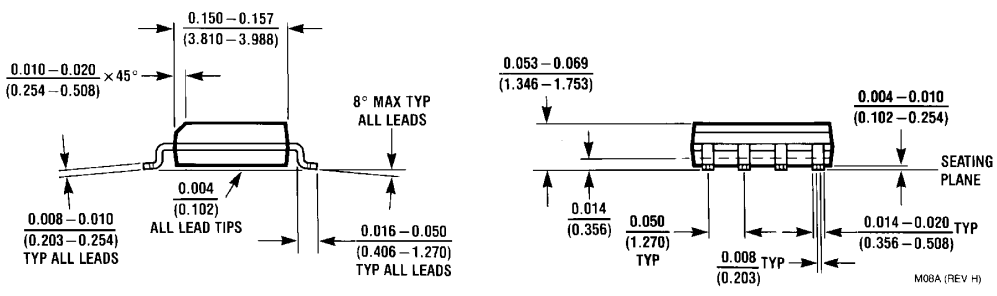 0.150 – 0.157
(3.810 – 3.988)
0.010 – 0.020
(0.254 – 0.508)
× 45°
8° MAX TYP
ALL LEADS
0.004
(0.102)
ALL LEAD TIPS
0.008 – 0.010
(0.203 – 0.254)
TYP ALL LEADS
0.016 – 0.050
(0.406 – 1.270)
TYP ALL LEADS
0.053 – 0.069
(1.346 – 1.753)
0.004 – 0.010
(0.102 – 0.254)
SEATING
PLANE
0.014
(0.356)
0.050
(1.270)
TYP
0.014 – 0.020
(0.356 – 0.508)
TYP
0.008
(0.203)
TYP
M08A (REV H)